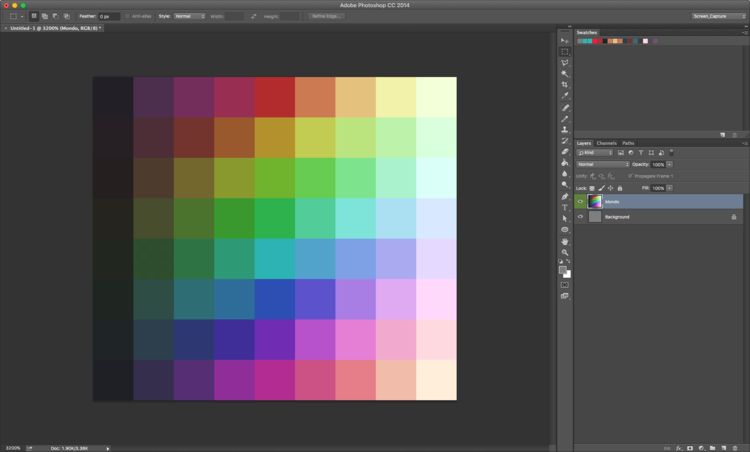 Adobe Photoshop CC 2014
Feather: 0 px Anti-alias Style: Normal Width: Height: Refine Edge... Screen_Capture
Untitled-1 @ 3200% (Mondo, RGB/8) *
Swatches
Layers Channels Paths
Kind
Normal Opacity: 100%
Unify: Propagate Frame 1
Lock: Fill: 100%
Mondo
Background
3200% Doc: 1.90K/5.38K
fx